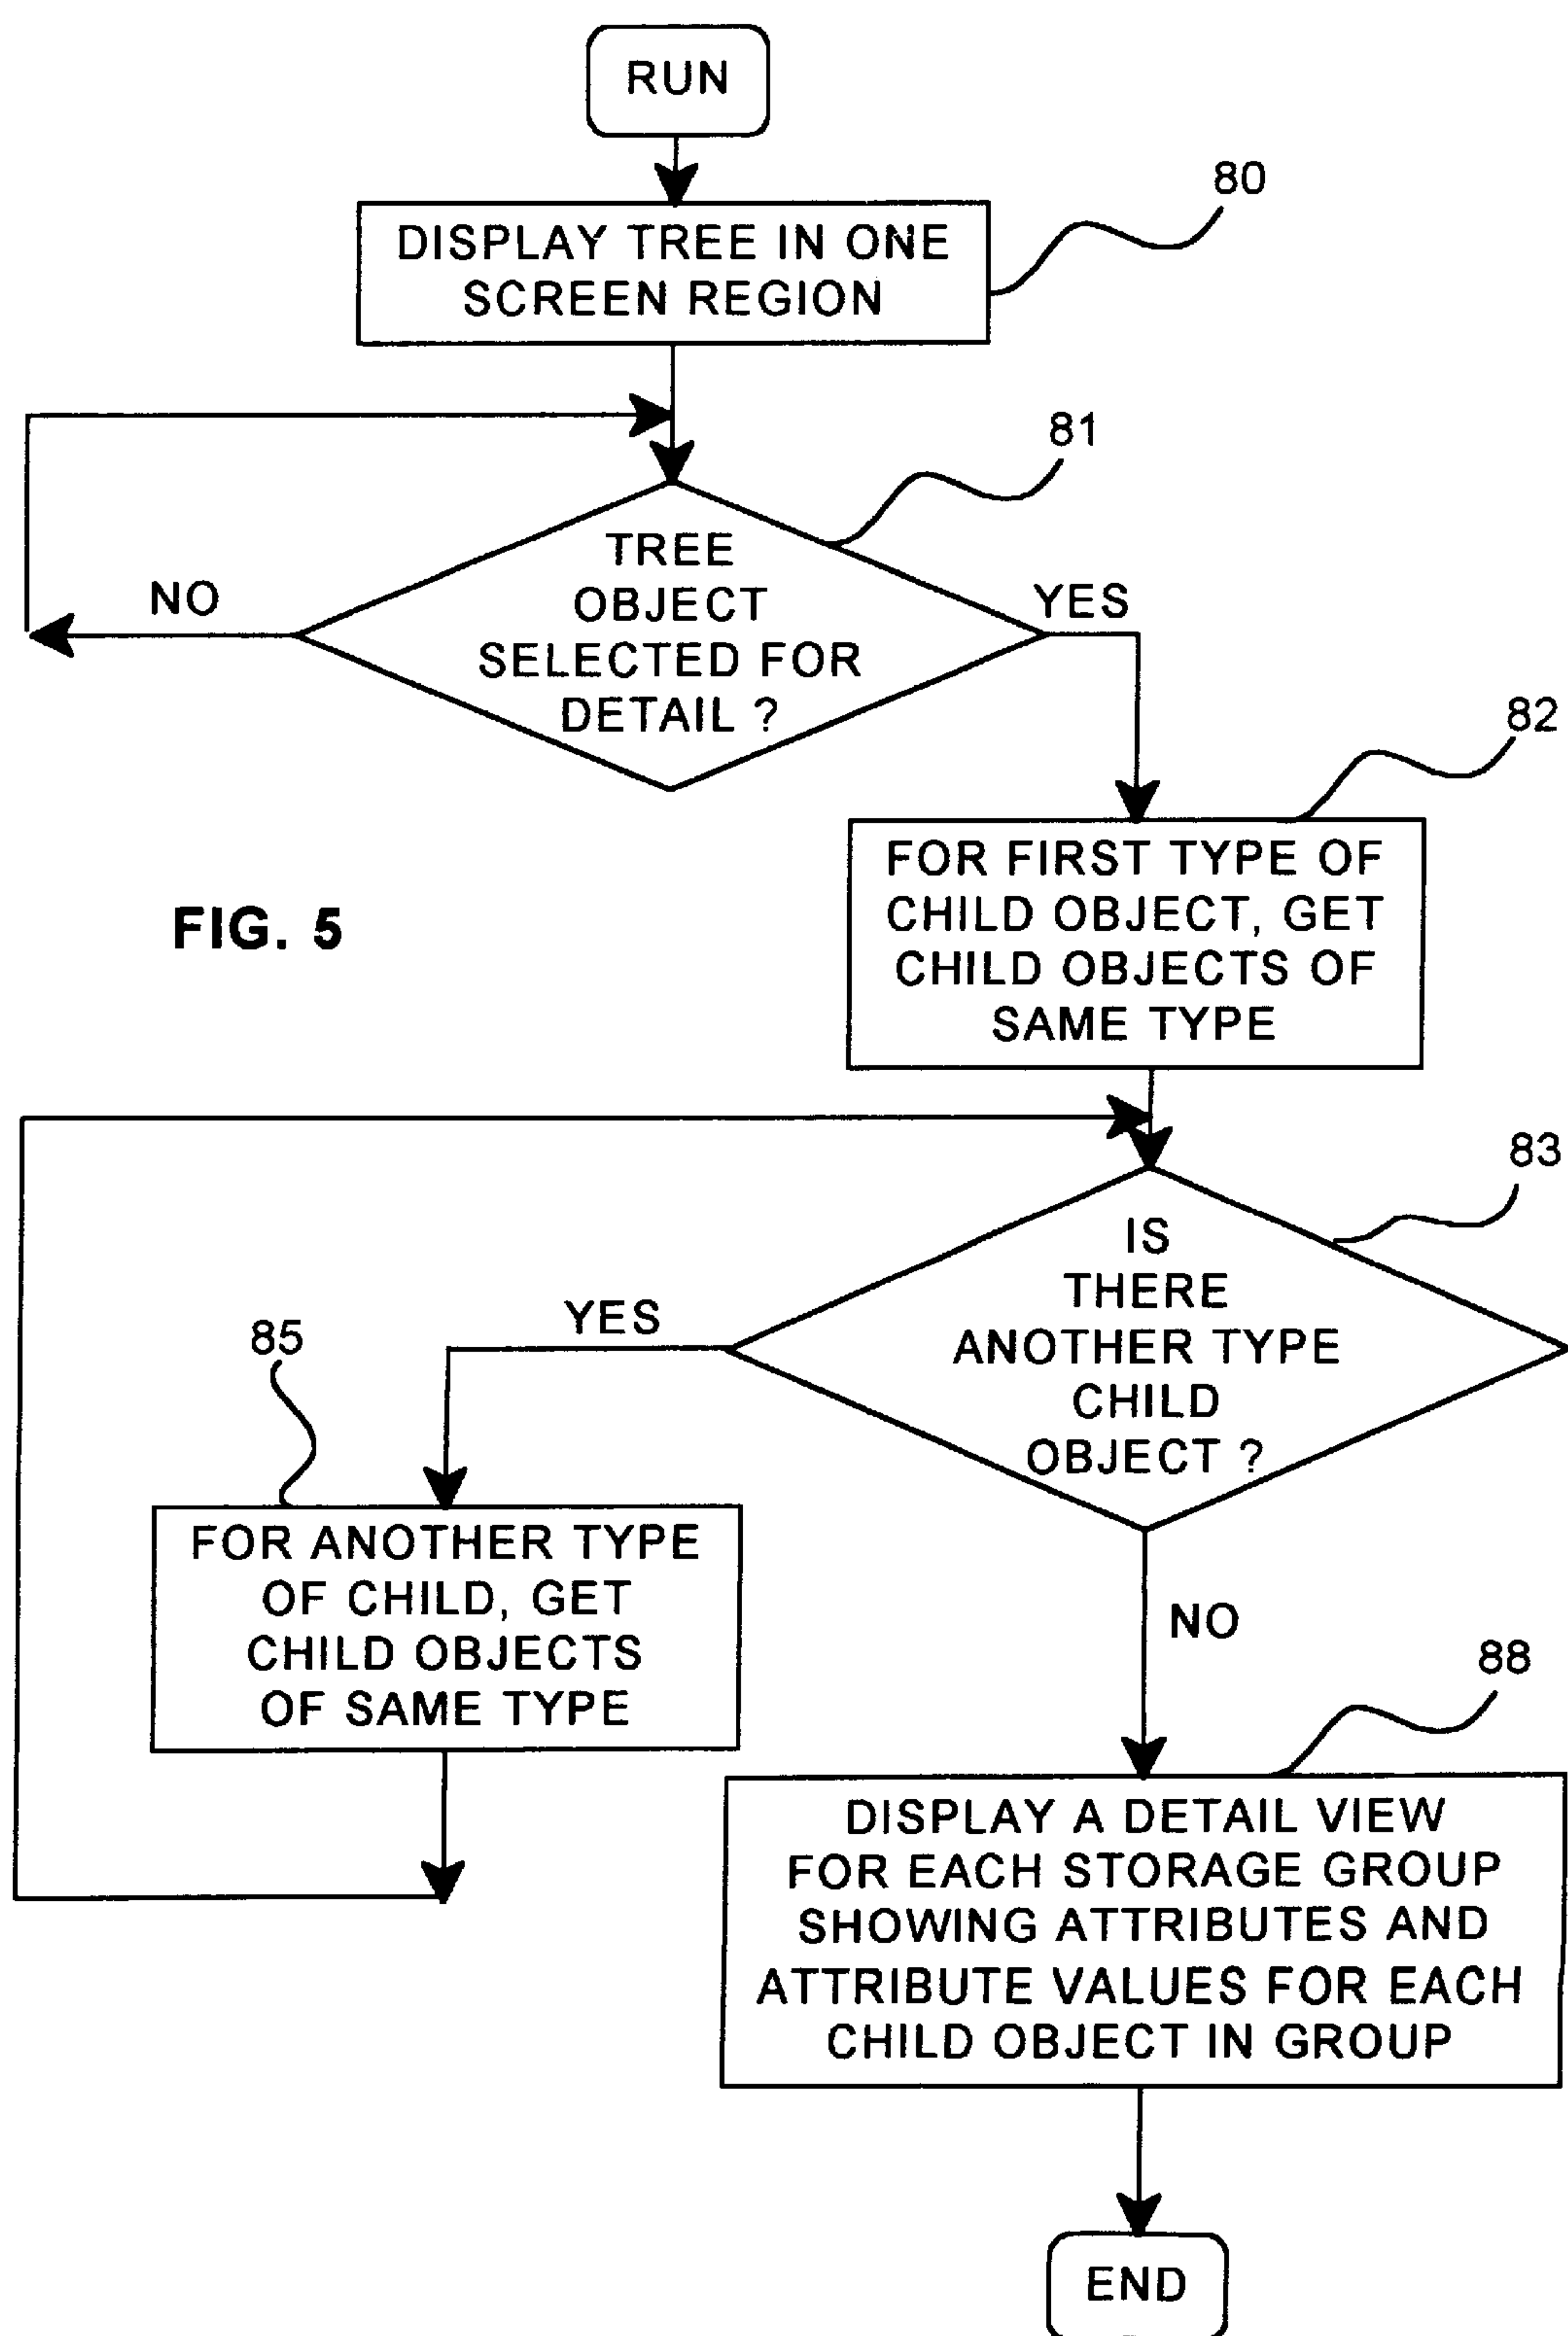 RUN
80
DISPLAY TREE IN ONE
SCREEN REGION
81
TREE
OBJECT
SELECTED FOR
DETAIL ?
NO
YES
82
FOR FIRST TYPE OF
CHILD OBJECT, GET
CHILD OBJECTS OF
SAME TYPE
FIG. 5
83
IS
THERE
ANOTHER TYPE
CHILD
OBJECT ?
YES
85
FOR ANOTHER TYPE
OF CHILD, GET
CHILD OBJECTS
OF SAME TYPE
NO
88
DISPLAY A DETAIL VIEW
FOR EACH STORAGE GROUP
SHOWING ATTRIBUTES AND
ATTRIBUTE VALUES FOR EACH
CHILD OBJECT IN GROUP
END